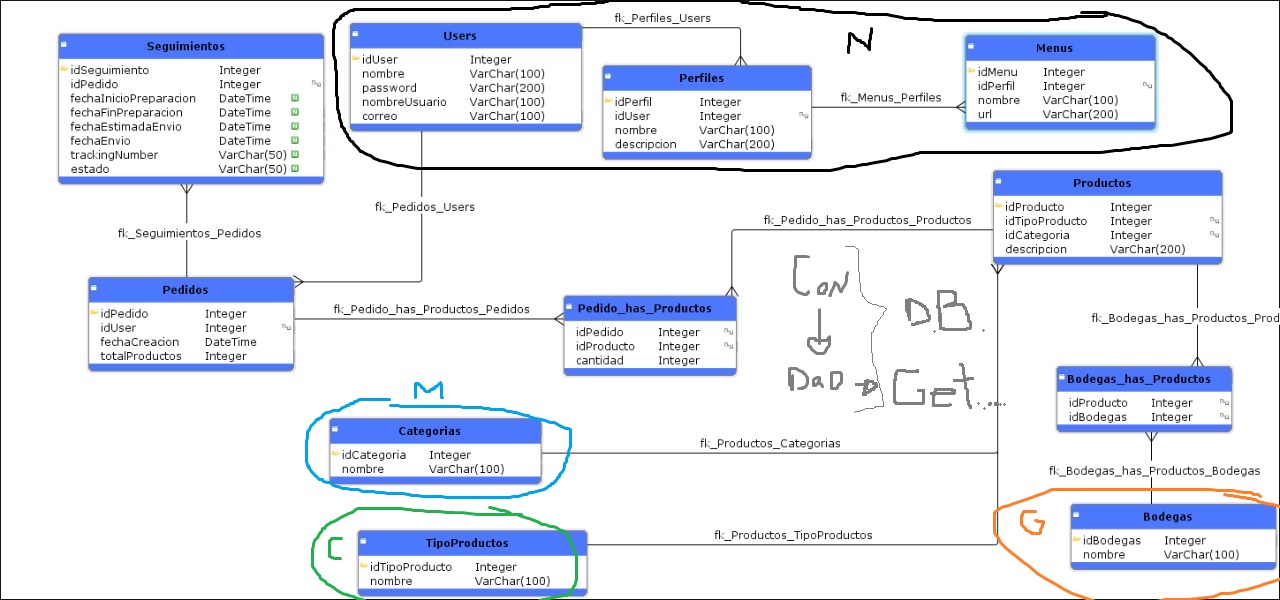 fk_Perfiles_Users
N
Seguimientos
idSeguimiento Integer
idPedido Integer
fechaInicioPreparacion DateTime N
fechaFinPreparacion DateTime N
fechaEstimadaEnvio DateTime N
fechaEnvio DateTime N
trackingNumber VarChar(50) N
estado VarChar(50) N
Users
idUser Integer
nombre VarChar(100)
password VarChar(200)
nombreUsuario VarChar(100)
correo VarChar(100)
Perfiles
idPerfil Integer
idUser Integer
nombre VarChar(100)
descripcion VarChar(200)
fk_Menus_Perfiles
Menus
idMenu Integer
idPerfil Integer
nombre VarChar(100)
url VarChar(200)
fk_Pedidos_Users
fk_Seguimientos_Pedidos
fk_Pedido_has_Productos_Productos
Productos
idProducto Integer
idTipoProducto Integer
idCategoria Integer
descripcion VarChar(200)
Pedidos
idPedido Integer
idUser Integer
fechaCreacion DateTime
totalProductos Integer
fk_Pedido_has_Productos_Pedidos
Pedido_has_Productos
idPedido Integer
idProducto Integer
cantidad Integer
Con
DaO
D.B.
Get...
fk_Bodegas_has_Productos_Prod
Bodegas_has_Productos
idProducto Integer
idBodegas Integer
M
Categorias
idCategoria Integer
nombre VarChar(100)
fk_Productos_Categorias
fk_Bodegas_has_Productos_Bodegas
C
TipoProductos
idTipoProducto Integer
nombre VarChar(100)
fk_Productos_TipoProductos
G
Bodegas
idBodegas Integer
nombre VarChar(100)